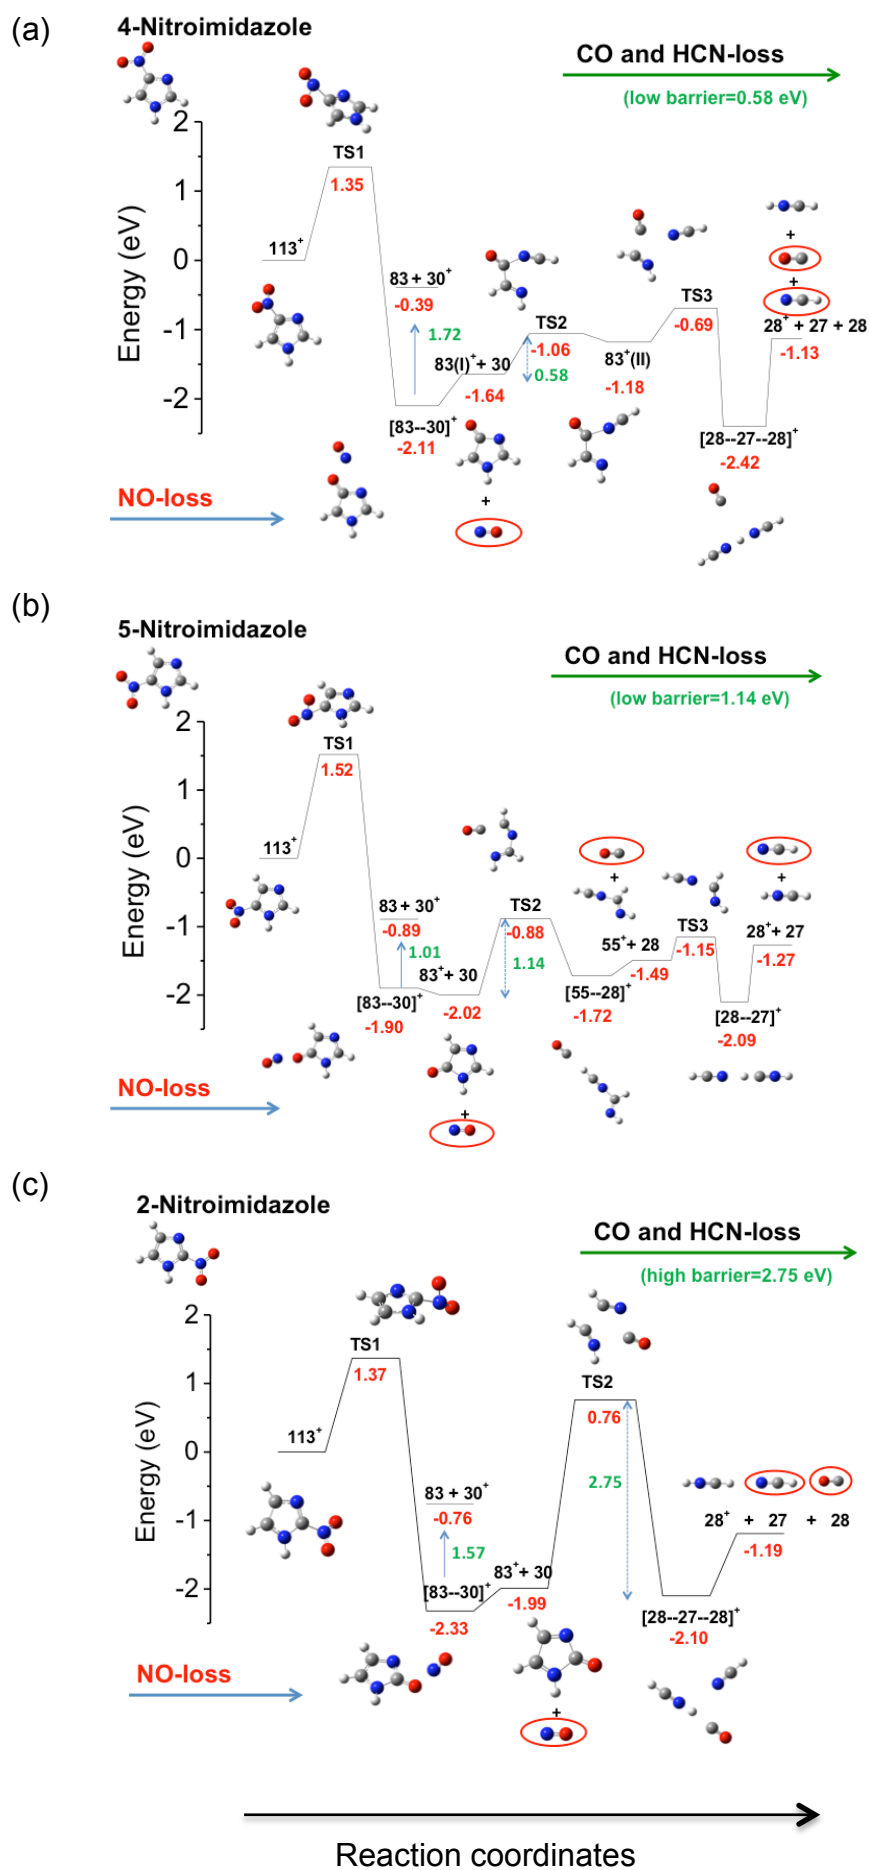 (a)
4-Nitroimidazole
CO and HCN-loss
(low barrier=0.58 eV)
Energy (eV)
2
1
0
-1
-2
113+
TS1
1.35
83 + 30+
-0.39
1.72
[83--30]+
-2.11
83(I)+ + 30
-1.64
+
TS2
-1.06
0.58
83+(II)
-1.18
TS3
-0.69
[28--27--28]+
-2.42
+
+
28+ + 27 + 28
-1.13
NO-loss
(b)
5-Nitroimidazole
CO and HCN-loss
(low barrier=1.14 eV)
Energy (eV)
2
1
0
-1
-2
113+
TS1
1.52
83 + 30+
-0.89
1.01
[83--30]+
-1.90
83+ + 30
-2.02
+
TS2
-0.88
1.14
[55--28]+
-1.72
+
55+ + 28
-1.49
TS3
-1.15
[28--27]+
-2.09
+
28+ + 27
-1.27
NO-loss
(c)
2-Nitroimidazole
CO and HCN-loss
(high barrier=2.75 eV)
Energy (eV)
2
1
0
-1
-2
113+
TS1
1.37
83 + 30+
-0.76
1.57
[83--30]+
-2.33
83+ + 30
-1.99
+
TS2
0.76
2.75
[28--27--28]+
-2.10
28+ + 27 + 28
-1.19
NO-loss
Reaction coordinates